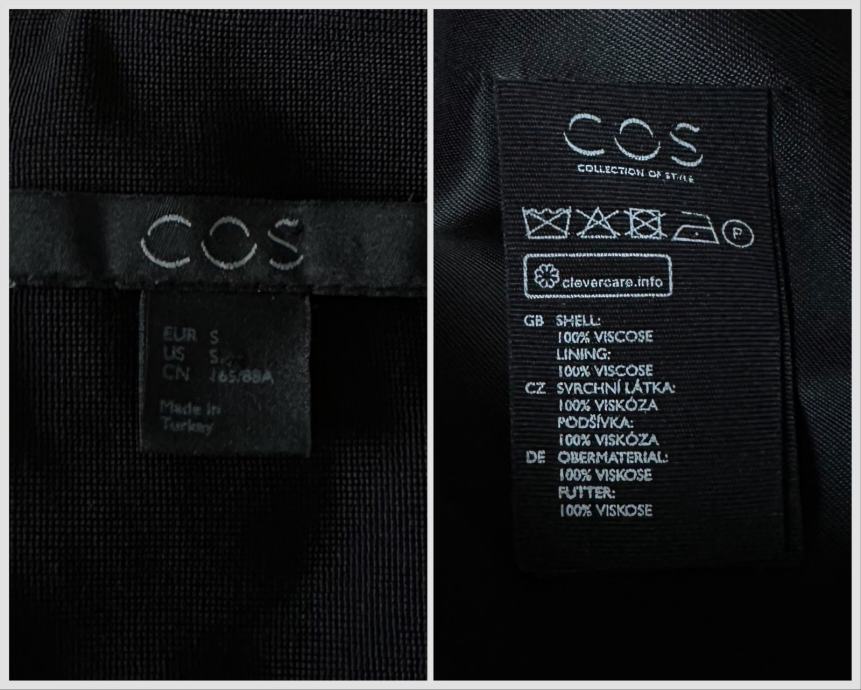 COS
EUR S
US S
CN 165/88A
Made in
Turkey
COS
COLLECTION OF STYLE
P
clevercare.info
GB SHELL:
100% VISCOSE
LINING:
100% VISCOSE
CZ SVRCHNÍ LÁTKA:
100% VISKÓZA
PODŠÍVKA:
100% VISKÓZA
DE OBERMATERIAL:
100% VISKOSE
FUTTER:
100% VISKOSE